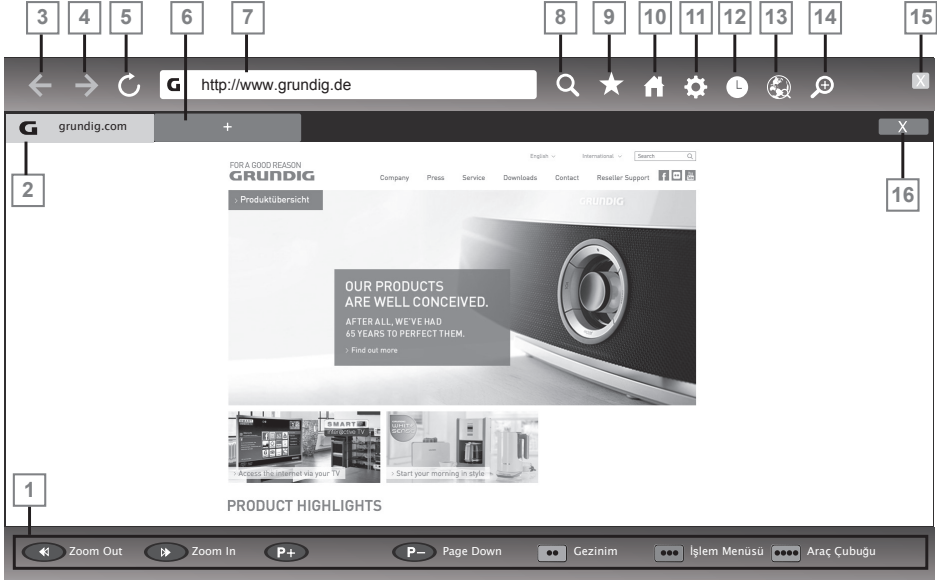 3 4 5 6 7 8 9 10 11 12 13 14 15
G http://www.grundig.de X
G grundig.com + X
2 16
English International Search
FOR A GOOD REASON
GRUNDIG
Company Press Service Downloads Contact Reseller Support
› Produktübersicht
GRUNDIG
OUR PRODUCTS
ARE WELL CONCEIVED.
AFTER ALL, WE'VE HAD
65 YEARS TO PERFECT THEM.
› Find out more
SMART
Interactive TV
WHITE
SENSE
› Access the internet via your TV
› Start your morning in style
1
PRODUCT HIGHLIGHTS
Zoom Out Zoom In P+ P− Page Down Gezinim İşlem Menüsü Araç Çubuğu